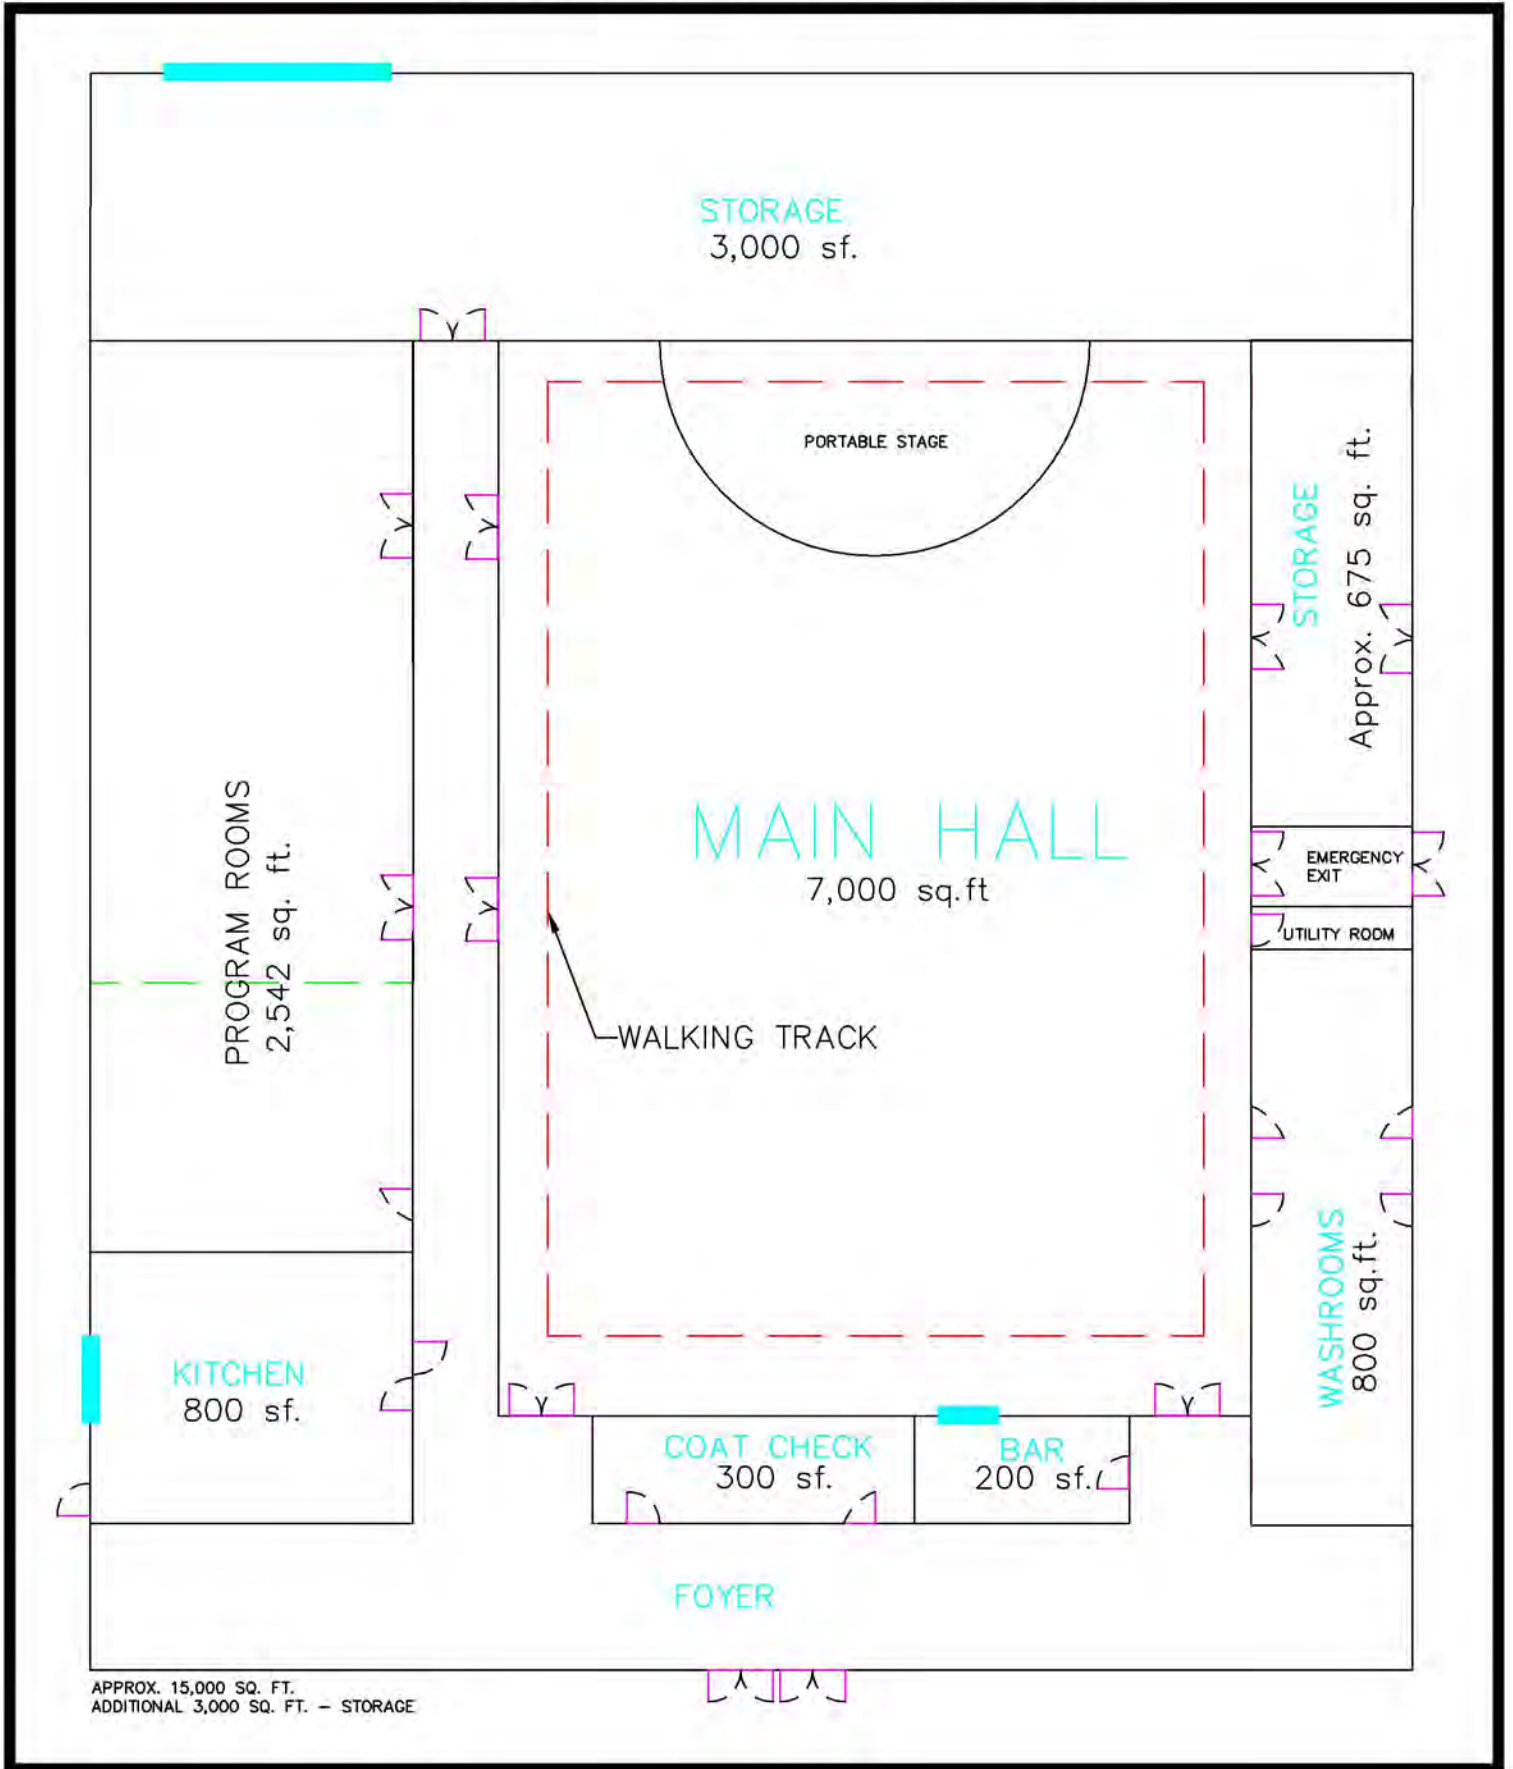 STORAGE
3,000 sf.
PORTABLE STAGE
STORAGE
Approx. 675 sq. ft.
MAIN HALL
7,000 sq.ft
EMERGENCY
EXIT
UTILITY ROOM
PROGRAM ROOMS
2,542 sq. ft.
WALKING TRACK
WASHROOMS
800 sq.ft.
KITCHEN
800 sf.
COAT CHECK
300 sf.
BAR
200 sf.
FOYER
APPROX. 15,000 SQ. FT.
ADDITIONAL 3,000 SQ. FT. – STORAGE